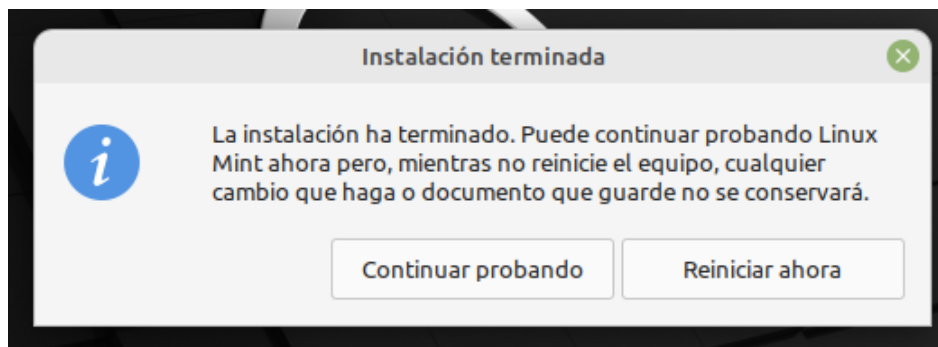 Instalación terminada
La instalación ha terminado. Puede continuar probando Linux
Mint ahora pero, mientras no reinicie el equipo, cualquier
cambio que haga o documento que guarde no se conservará.
Continuar probando
Reiniciar ahora